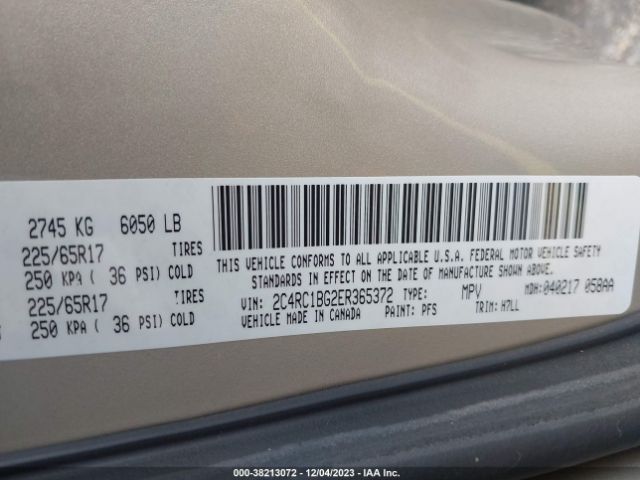 2745 KG 6050 LB
225/65R17 TIRES
250 KPA ( 36 PSI) COLD
225/65R17 TIRES
250 KPA ( 36 PSI) COLD
THIS VEHICLE CONFORMS TO ALL APPLICABLE U.S.A. FEDERAL MOTOR VEHICLE SAFETY
STANDARDS IN EFFECT ON THE DATE OF MANUFACTURE SHOWN ABOVE.
VIN: 2C4RC1BG2ER365372 TYPE: MPV MDH: 040217 058AA
VEHICLE MADE IN CANADA PAINT: PFS TRIM: H7LL
000-38213072 - 12/04/2023 - IAA Inc.